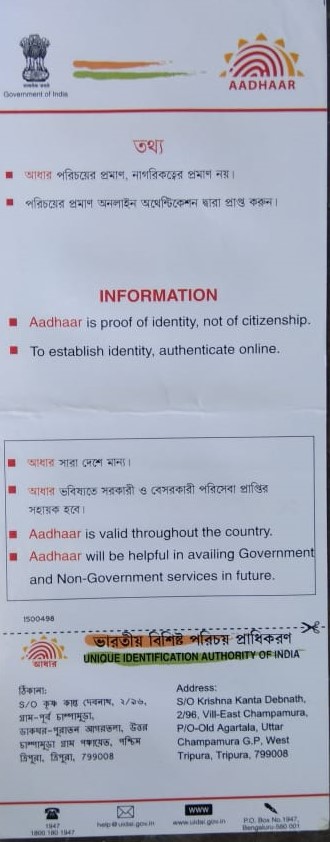 Government of India
AADHAAR
তথ্য
আধার পরিচয়ের প্রমাণ, নাগরিকত্বের প্রমাণ নয়।
পরিচয়ের প্রমাণ অনলাইন অথেন্টিকেশন দ্বারা প্রাপ্ত করুন।
INFORMATION
Aadhaar is proof of identity, not of citizenship.
To establish identity, authenticate online.
আধার সারা দেশে মান্য।
আধার ভবিষ্যতে সরকারী ও বেসরকারী পরিসেবা প্রাপ্তির
সহায়ক হবে।
Aadhaar is valid throughout the country.
Aadhaar will be helpful in availing Government
and Non-Government services in future.
1500498
ভারতীয় বিশিষ্ট পরিচয় প্রাধিকরণ
UNIQUE IDENTIFICATION AUTHORITY OF INDIA
আধার
ঠিকানা:
S/O কৃষ্ণ কান্ত দেবনাথ, ২/৯৬,
গ্রাম-পূর্ব চাম্পামুড়া,
ডাকঘর-পুরাতন আগরতলা, উত্তর
চাম্পামুড়া গ্রাম পঞ্চায়েত, পশ্চিম
ত্রিপুরা, ত্রিপুরা, 799008
Address:
S/O Krishna Kanta Debnath,
2/96, Vill-East Champamura,
P/O-Old Agartala, Uttar
Champamura G.P, West
Tripura, Tripura, 799008
1947
1800 180 1947
help@uidai.gov.in
www
www.uidai.gov.in
P.O. Box No.1947,
Bengaluru-560 001